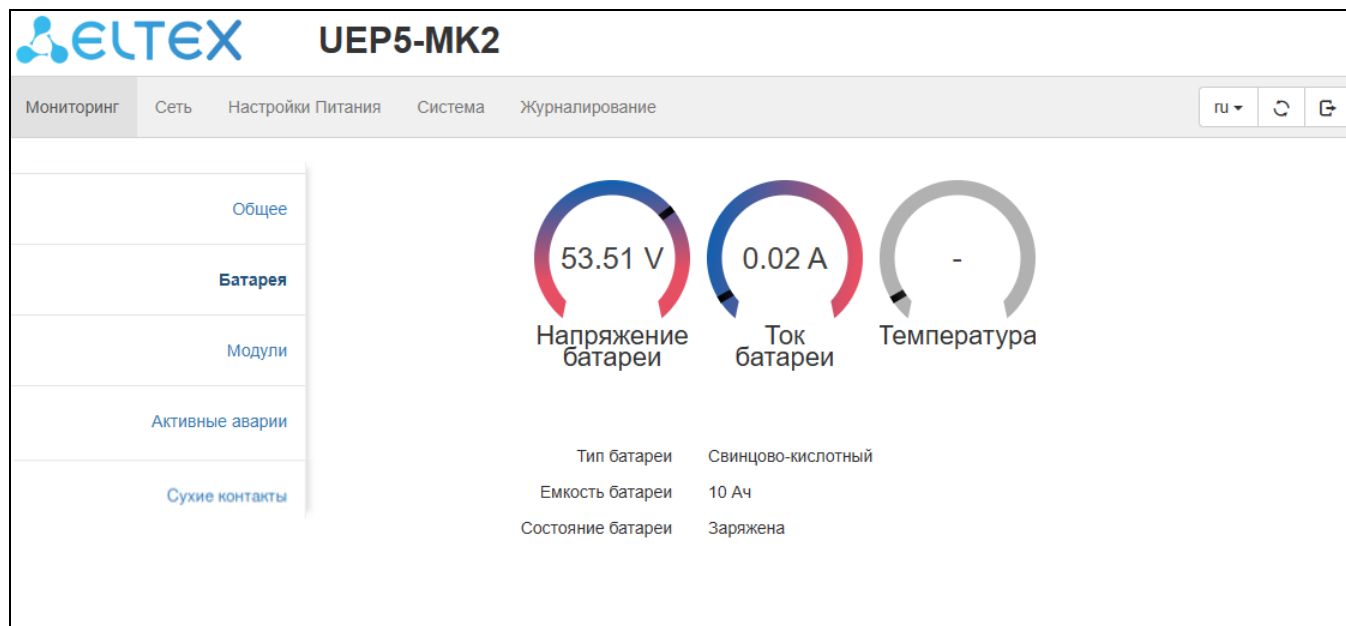 ELTEX UEP5-MK2
Мониторинг Сеть Настройки Питания Система Журналирование ru
Общее
Батарея
Модули
Активные аварии
Сухие контакты
53.51 V 0.02 A -
Напряжение батареи
Ток батареи
Температура
Тип батареи Свинцово-кислотный
Емкость батареи 10 Ач
Состояние батареи Заряжена